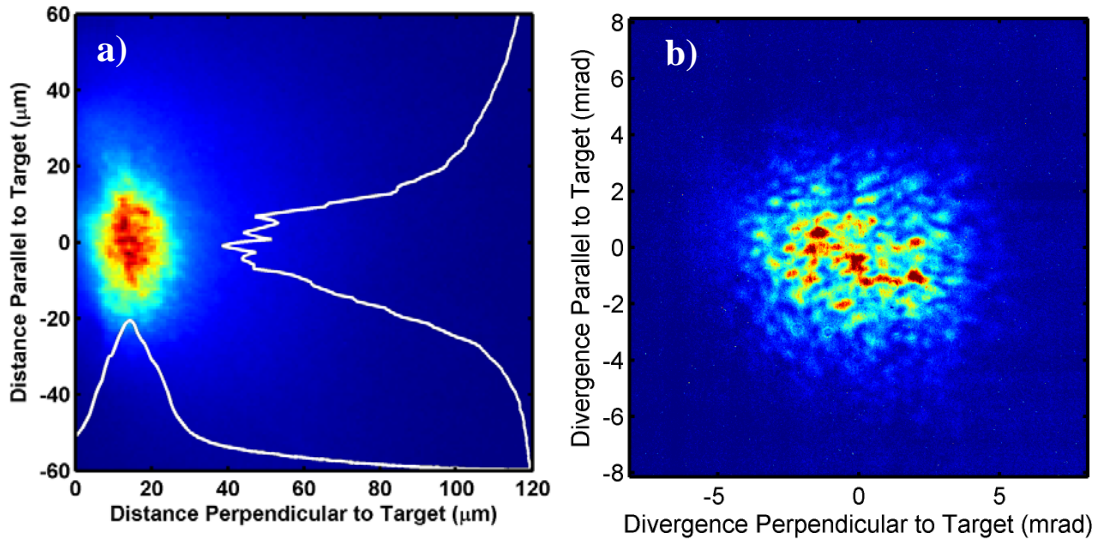 a)
60
40
20
0
-20
-40
-60
0 20 40 60 80 100 120
Distance Parallel to Target (μm)
Distance Perpendicular to Target (μm)
b)
8
6
4
2
0
-2
-4
-6
-8
-5 0 5
Divergence Parallel to Target (mrad)
Divergence Perpendicular to Target (mrad)